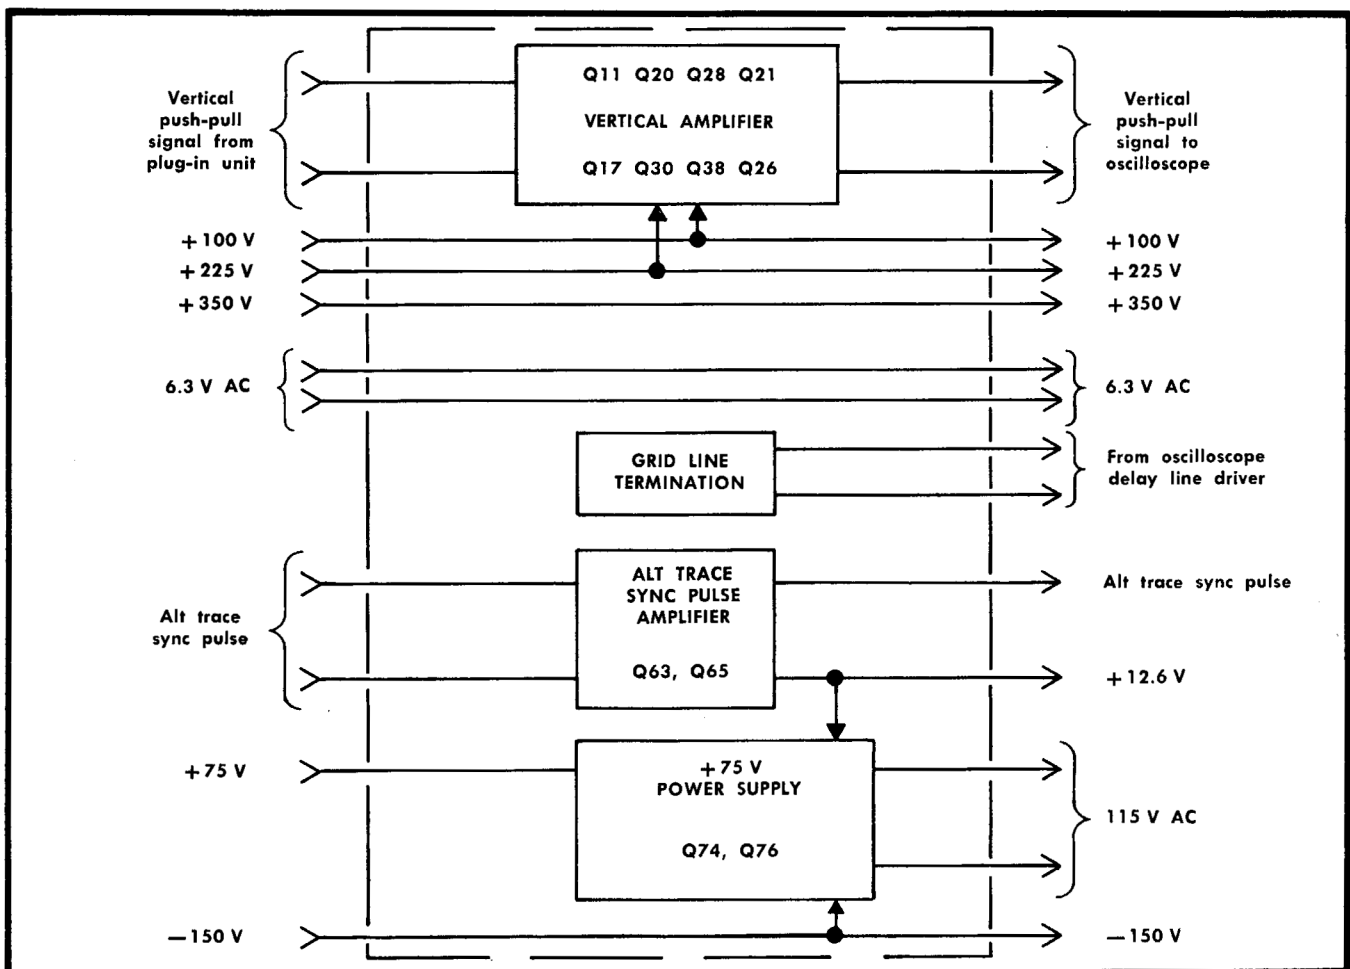 Vertical
push-pull
signal from
plug-in unit
Q11 Q20 Q28 Q21
VERTICAL AMPLIFIER
Q17 Q30 Q38 Q26
Vertical
push-pull
signal to
oscilloscope
+100 V
+100 V
+225 V
+225 V
+350 V
+350 V
6.3 V AC
6.3 V AC
GRID LINE
TERMINATION
From oscilloscope
delay line driver
Alt trace
sync pulse
ALT TRACE
SYNC PULSE
AMPLIFIER
Q63, Q65
Alt trace sync pulse
+12.6 V
+75 V
+75 V
POWER SUPPLY
Q74, Q76
115 V AC
—150 V
—150 V